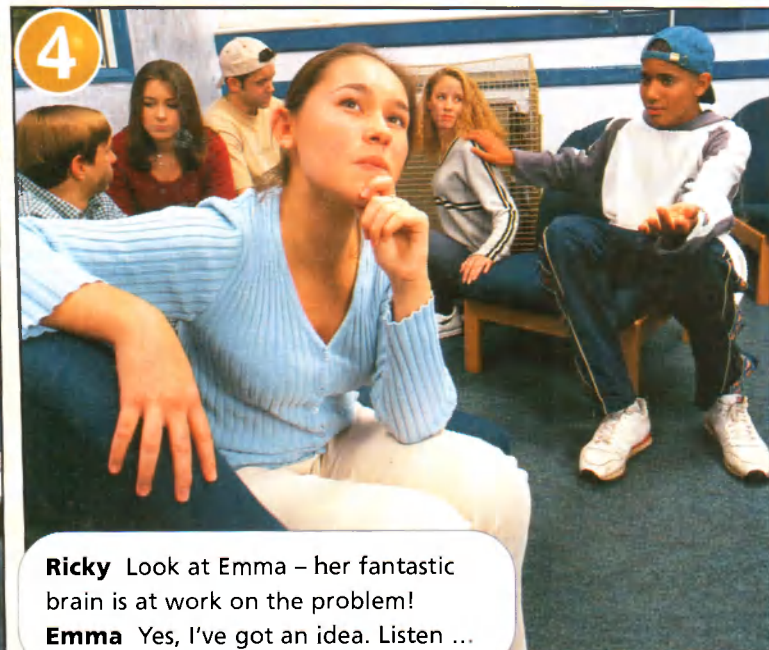 4
Ricky Look at Emma – her fantastic
brain is at work on the problem!
Emma Yes, I've got an idea. Listen ...